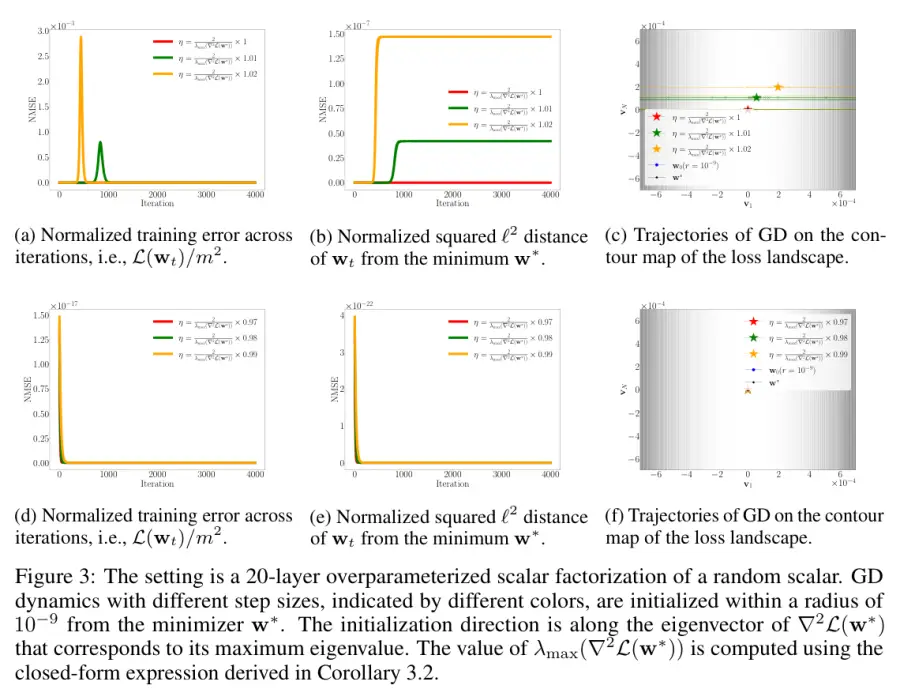 ×10⁻³
3.0
2.5
2.0
1.5
1.0
0.5
0.0
NMSE
0 1000 2000 3000 4000
Iteration
η = 2/λmax(∇²L(w*)) × 1
η = 2/λmax(∇²L(w*)) × 1.01
η = 2/λmax(∇²L(w*)) × 1.02
×10⁻⁷
1.50
1.25
1.00
0.75
0.50
0.25
0.00
NMSE
0 1000 2000 3000 4000
Iteration
η = 2/λmax(∇²L(w*)) × 1
η = 2/λmax(∇²L(w*)) × 1.01
η = 2/λmax(∇²L(w*)) × 1.02
×10⁻⁴
6
4
2
0
−2
−4
−6
v_N
−6 −4 −2 0 2 4 6
v₁
×10⁻⁴
η = 2/λmax(∇²L(w*)) × 1
η = 2/λmax(∇²L(w*)) × 1.01
η = 2/λmax(∇²L(w*)) × 1.02
w₀(r = 10⁻⁹)
w*
(a) Normalized training error across
iterations, i.e., L(w_t)/m².
(b) Normalized squared ℓ² distance
of w_t from the minimum w*.
(c) Trajectories of GD on the con-
tour map of the loss landscape.
×10⁻¹⁷
1.50
1.25
1.00
0.75
0.50
0.25
0.00
NMSE
0 1000 2000 3000 4000
Iteration
η = 2/λmax(∇²L(w*)) × 0.97
η = 2/λmax(∇²L(w*)) × 0.98
η = 2/λmax(∇²L(w*)) × 0.99
×10⁻²²
4
3
2
1
0
NMSE
0 1000 2000 3000 4000
Iteration
η = 2/λmax(∇²L(w*)) × 0.97
η = 2/λmax(∇²L(w*)) × 0.98
η = 2/λmax(∇²L(w*)) × 0.99
×10⁻⁴
6
4
2
0
−2
−4
−6
v_N
−6 −4 −2 0 2 4 6
v₁
×10⁻⁴
η = 2/λmax(∇²L(w*)) × 0.97
η = 2/λmax(∇²L(w*)) × 0.98
η = 2/λmax(∇²L(w*)) × 0.99
w₀(r = 10⁻⁹)
w*
(d) Normalized training error across
iterations, i.e., L(w_t)/m².
(e) Normalized squared ℓ² distance
of w_t from the minimum w*.
(f) Trajectories of GD on the contour
map of the loss landscape.
Figure 3: The setting is a 20-layer overparameterized scalar factorization of a random scalar. GD
dynamics with different step sizes, indicated by different colors, are initialized within a radius of
10⁻⁹ from the minimizer w*. The initialization direction is along the eigenvector of ∇²L(w*)
that corresponds to its maximum eigenvalue. The value of λmax(∇²L(w*)) is computed using the
closed-form expression derived in Corollary 3.2.